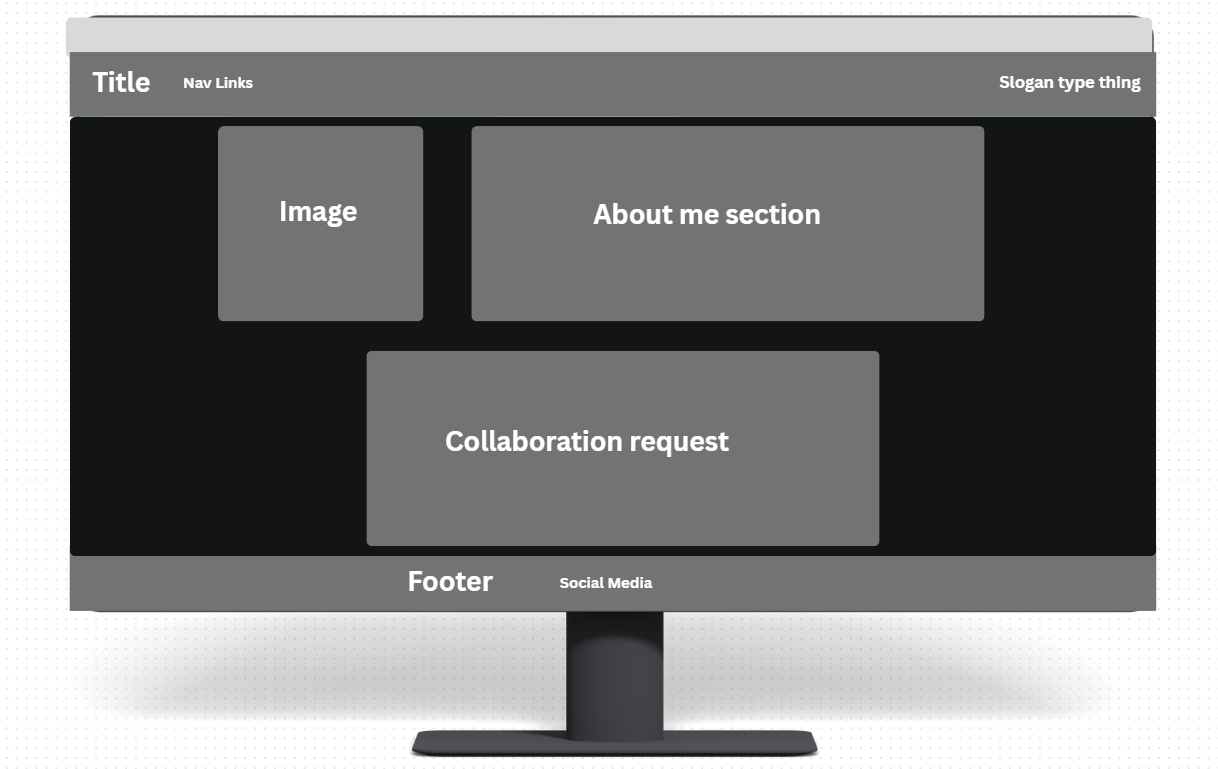 Title
Nav Links
Slogan type thing
Image
About me section
Collaboration request
Footer
Social Media